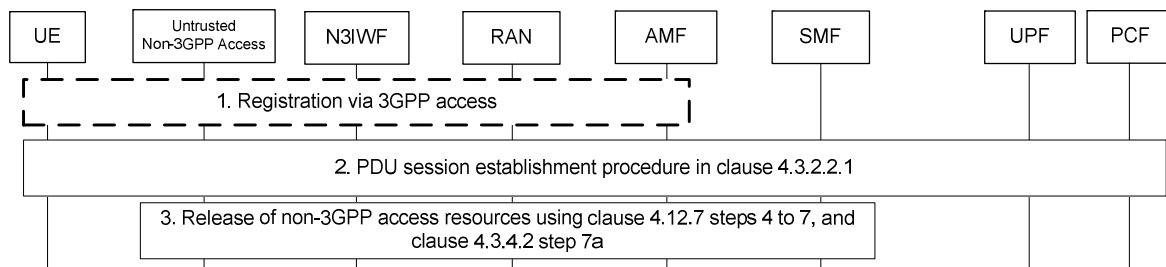 UE
Untrusted
Non-3GPP Access
N3IWF
RAN
AMF
SMF
UPF
PCF
1. Registration via 3GPP access
2. PDU session establishment procedure in clause 4.3.2.2.1
3. Release of non-3GPP access resources using clause 4.12.7 steps 4 to 7, and
clause 4.3.4.2 step 7a